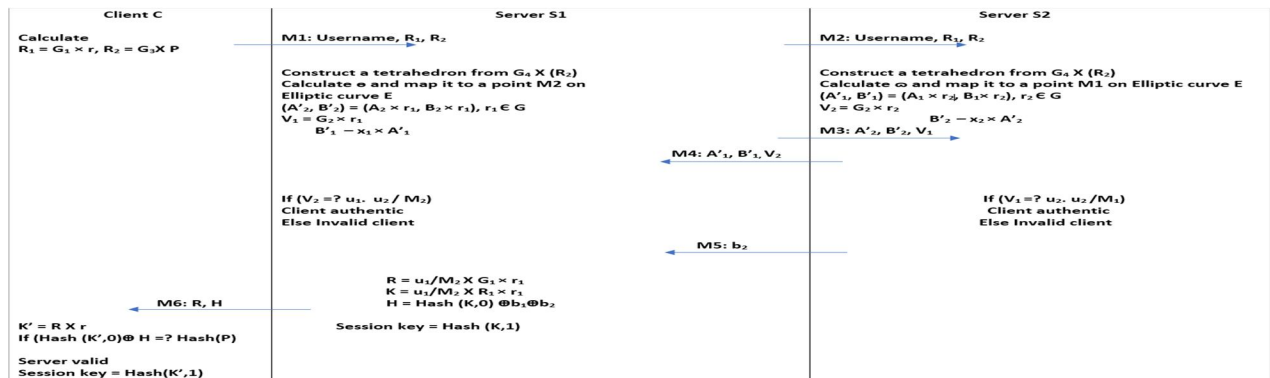 Client C
Calculate
R₁ = G₁ × r, R₂ = G₃X P
K' = R X r
If (Hash (K',0)⊕ H =? Hash(P)
Server valid
Session key = Hash(K',1)
Server S1
M1: Username, R₁, R₂
Construct a tetrahedron from G₄ X (R₂)
Calculate ɵ and map it to a point M2 on
Elliptic curve E
(A'₂, B'₂) = (A₂ × r₁, B₂ × r₁), r₁ Є G
V₁ = G₂ × r₁
B'₁ – x₁ × A'₁
M4: A'₁, B'₁, V₂
If (V₂ =? u₁. u₂ / M₂)
Client authentic
Else Invalid client
M5: b₂
R = u₁/M₂ X G₁ × r₁
K = u₁/M₂ X R₁ × r₁
H = Hash (K,0) ⊕b₁⊕b₂
M6: R, H
Session key = Hash (K,1)
Server S2
M2: Username, R₁, R₂
Construct a tetrahedron from G₄ X (R₂)
Calculate ω and map it to a point M1 on Elliptic curve E
(A'₁, B'₁) = (A₁ × r₂, B₁× r₂), r₂ Є G
V₂ = G₂ × r₂
B'₂ – x₂ × A'₂
M3: A'₂, B'₂, V₁
If (V₁ =? u₂. u₂ /M₁)
Client authentic
Else Invalid client